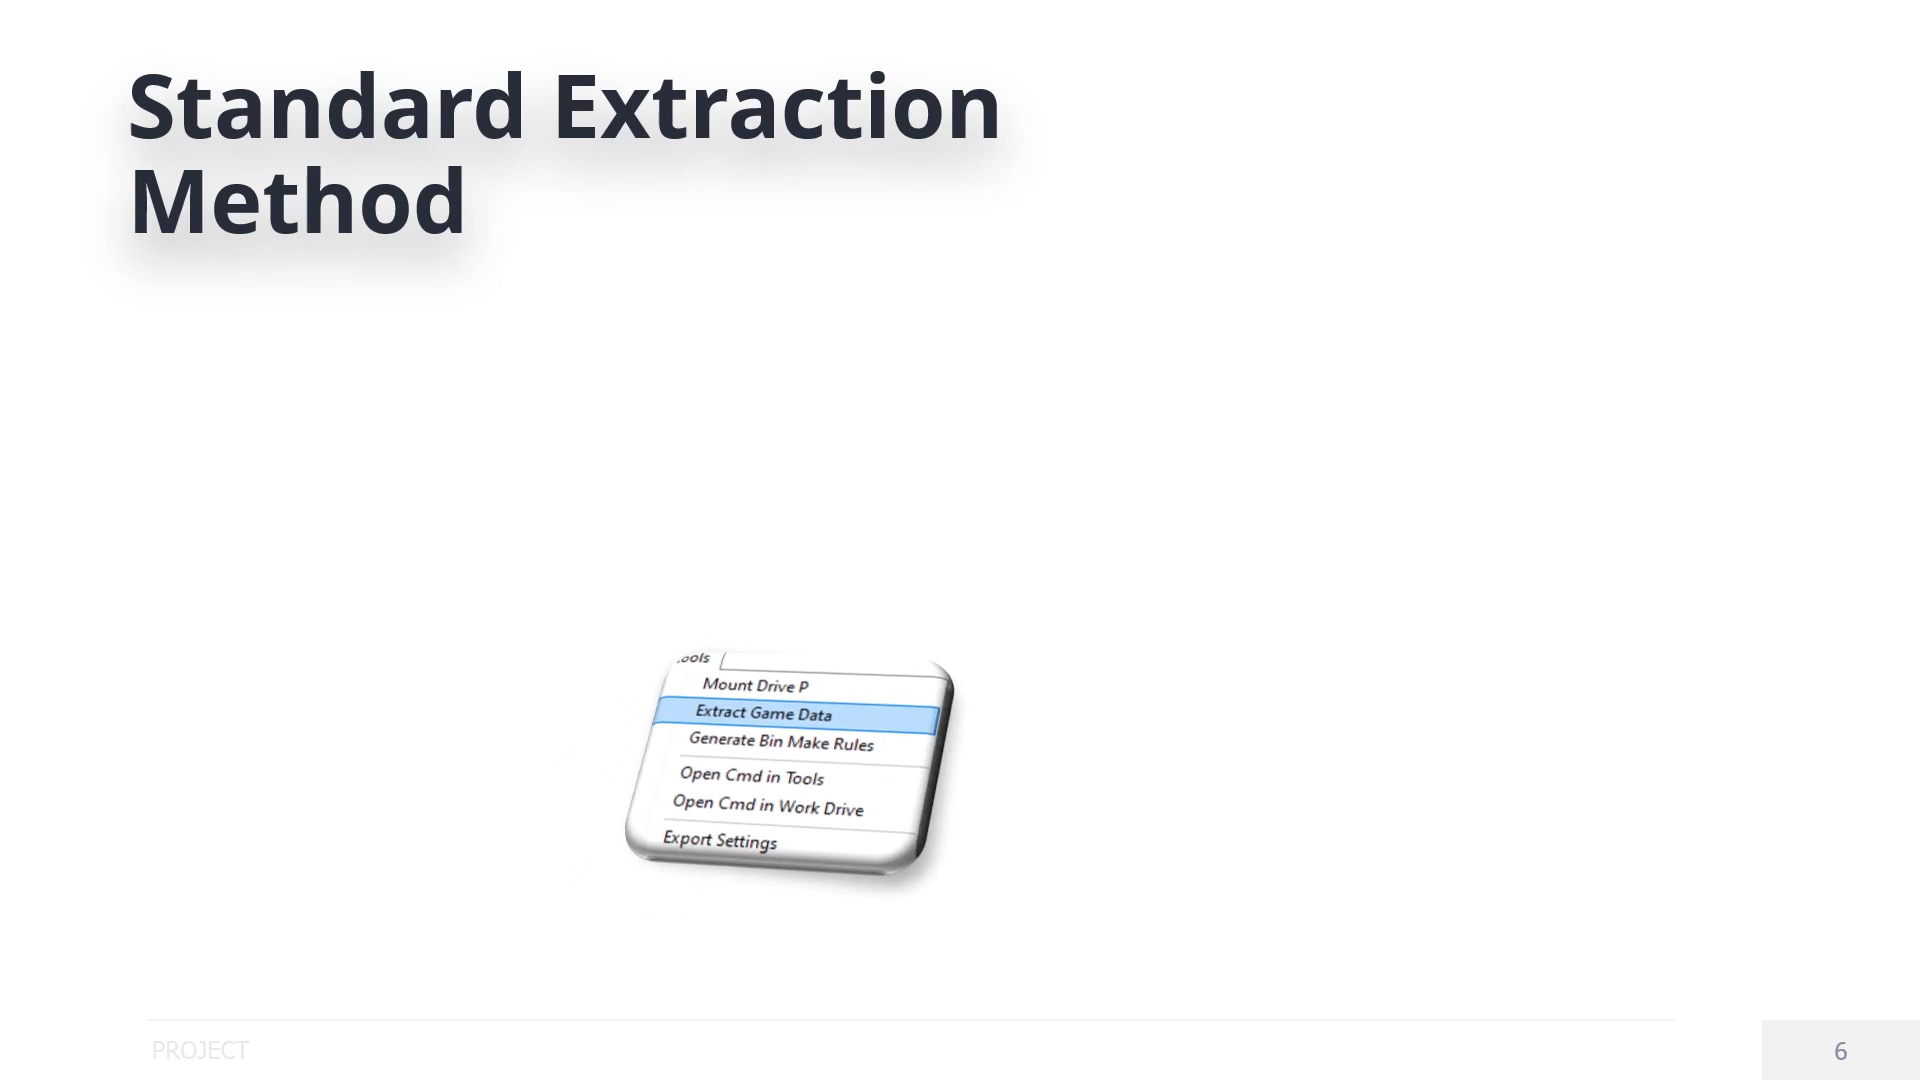 Standard Extraction
Method
Mount Drive P
Extract Game Data
Generate Bin Make Rules
Open Cmd in Tools
Open Cmd in Work Drive
Export Settings
PROJECT
6